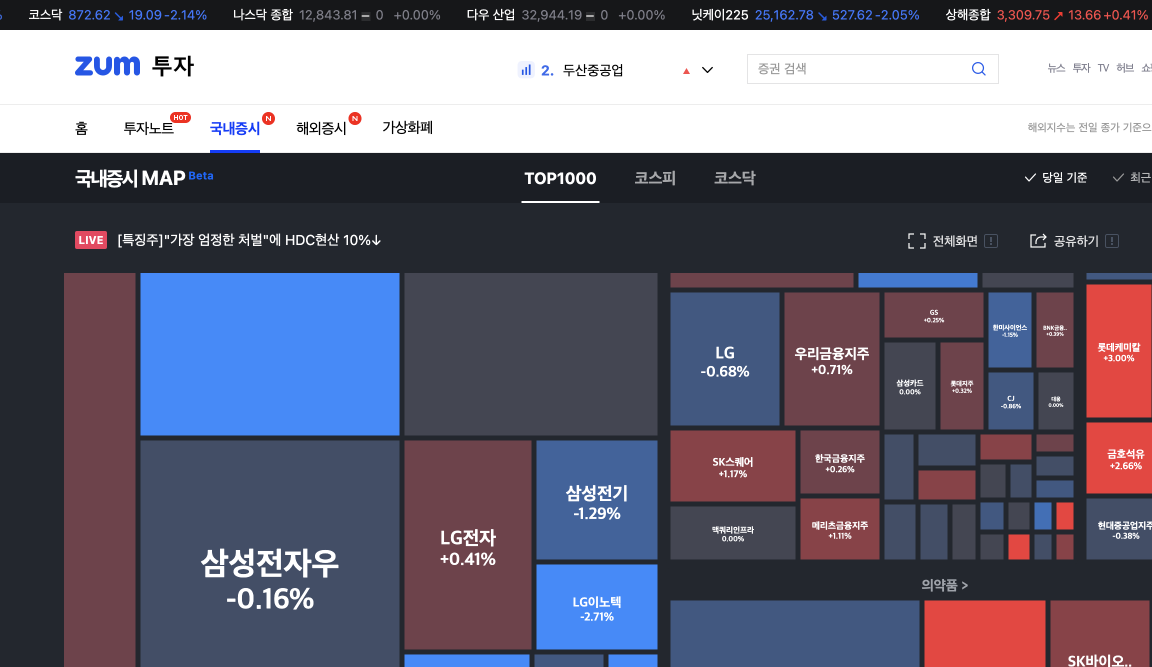 코스닥 872.62 ↘ 19.09 -2.14% 나스닥 종합 12,843.81 0 +0.00% 다우 산업 32,944.19 0 +0.00% 닛케이225 25,162.78 ↘ 527.62 -2.05% 상해종합 3,309.75 ↗ 13.66 +0.41%
zum 투자
2. 두산중공업 ▲
증권 검색
뉴스 투자 TV 허브
홈 투자노트 HOT 국내증시 N 해외증시 N 가상화폐
해외지수는 전일 종가 기준으
국내증시 MAP Beta
TOP1000 코스피 코스닥
당일 기준 최근
LIVE [특징주]"가장 엄정한 처벌"에 HDC현산 10%↓
전체화면 ! 공유하기 !
LG
-0.68%
우리금융지주
+0.71%
GS
+0.25%
한미사이언스
-1.15%
BNK금융..
+0.39%
삼성카드
0.00%
롯데지주
+0.32%
CJ
-0.86%
대웅
0.00%
롯데케미칼
+3.00%
SK스퀘어
+1.17%
한국금융지주
+0.26%
맥쿼리인프라
0.00%
메리츠금융지주
+1.11%
금호석유
+2.66%
현대중공업지주
-0.38%
삼성전자우
-0.16%
LG전자
+0.41%
삼성전기
-1.29%
LG이노텍
-2.71%
의약품 >
SK바이오..